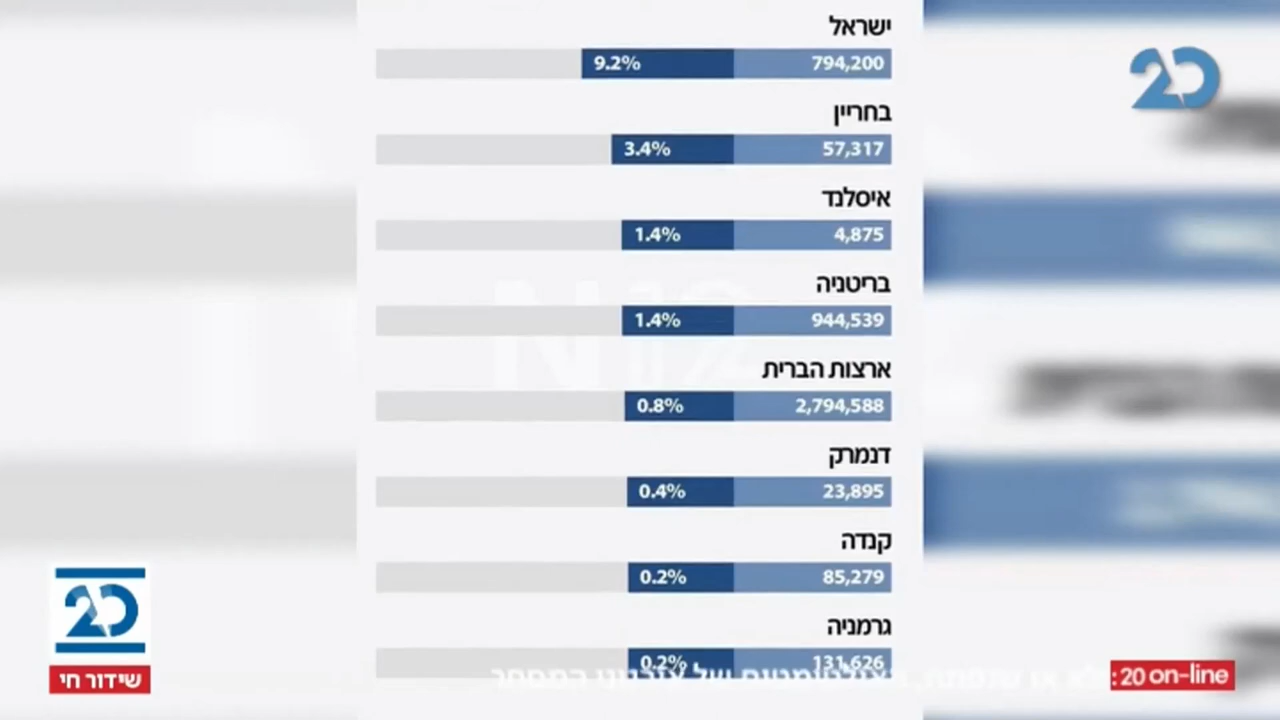 ישראל
794,200 9.2%
בחריין
57,317 3.4%
איסלנד
4,875 1.4%
בריטניה
944,539 1.4%
ארצות הברית
2,794,588 0.8%
דנמרק
23,895 0.4%
קנדה
85,279 0.2%
גרמניה
131,626 0.2%
20
20
שידור חי
N12
:20 on-line